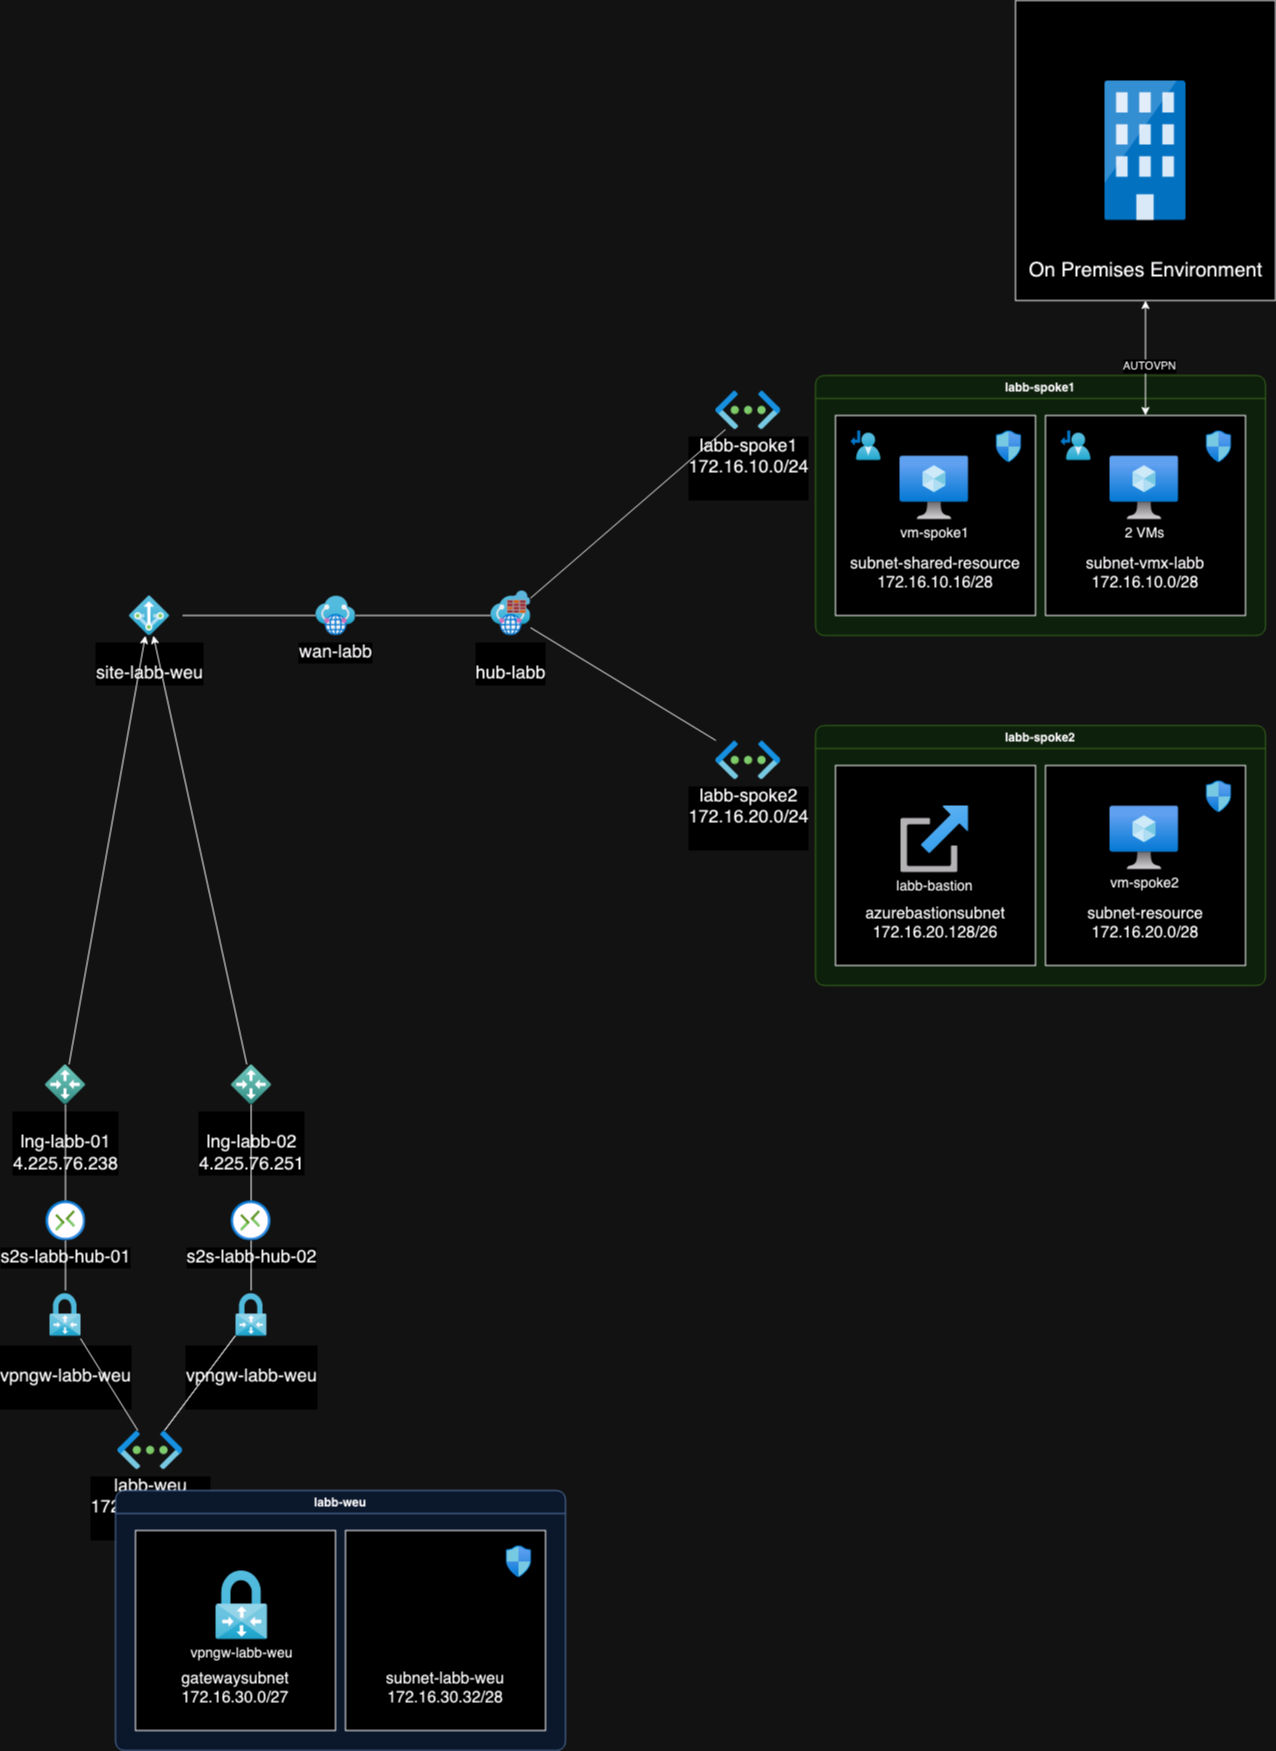 On Premises Environment
AUTOVPN
labb-spoke1
labb-spoke1
172.16.10.0/24
vm-spoke1
subnet-shared-resource
172.16.10.16/28
2 VMs
subnet-vmx-labb
172.16.10.0/28
site-labb-weu
wan-labb
hub-labb
labb-spoke2
labb-spoke2
172.16.20.0/24
labb-bastion
azurebastionsubnet
172.16.20.128/26
vm-spoke2
subnet-resource
172.16.20.0/28
lng-labb-01
4.225.76.238
lng-labb-02
4.225.76.251
s2s-labb-hub-01
s2s-labb-hub-02
vpngw-labb-weu
vpngw-labb-weu
labb-weu
172
labb-weu
vpngw-labb-weu
gatewaysubnet
172.16.30.0/27
subnet-labb-weu
172.16.30.32/28